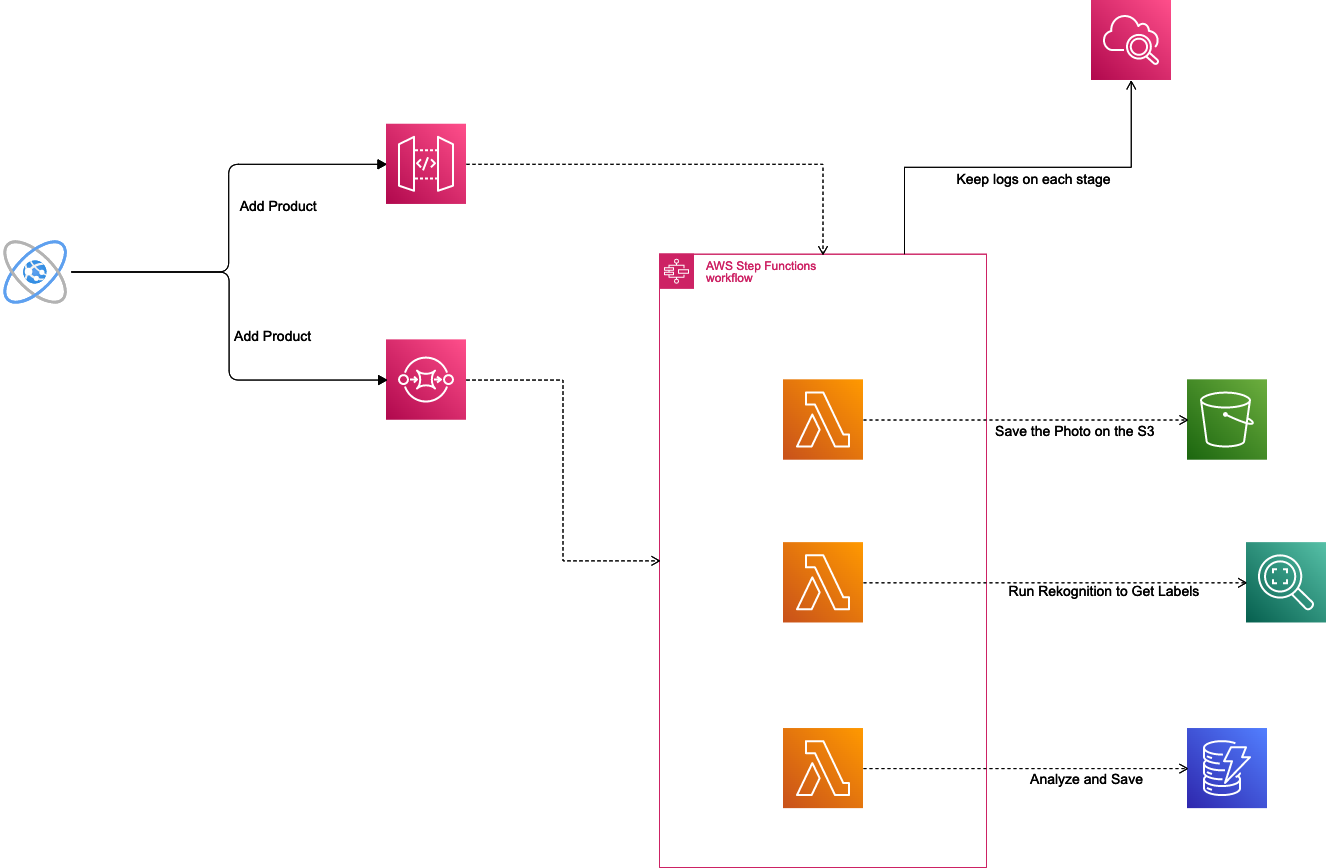 Keep logs on each stage
Add Product
AWS Step Functions
workflow
Add Product
Save the Photo on the S3
Run Rekognition to Get Labels
Analyze and Save